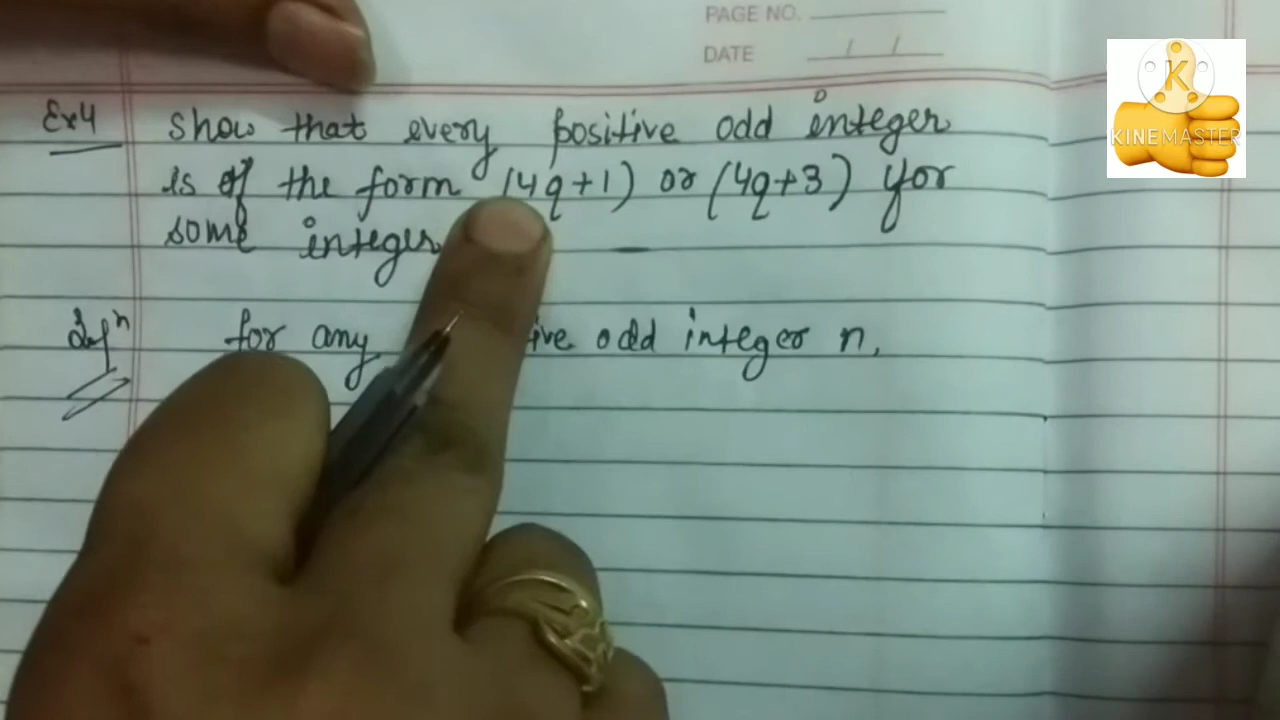 PAGE NO.
DATE / /
KINEMASTER
Ex4 Show that every positive odd integer
is of the form (4q+1) or (4q+3) for
some integer
Solⁿ for any ive odd integer n,